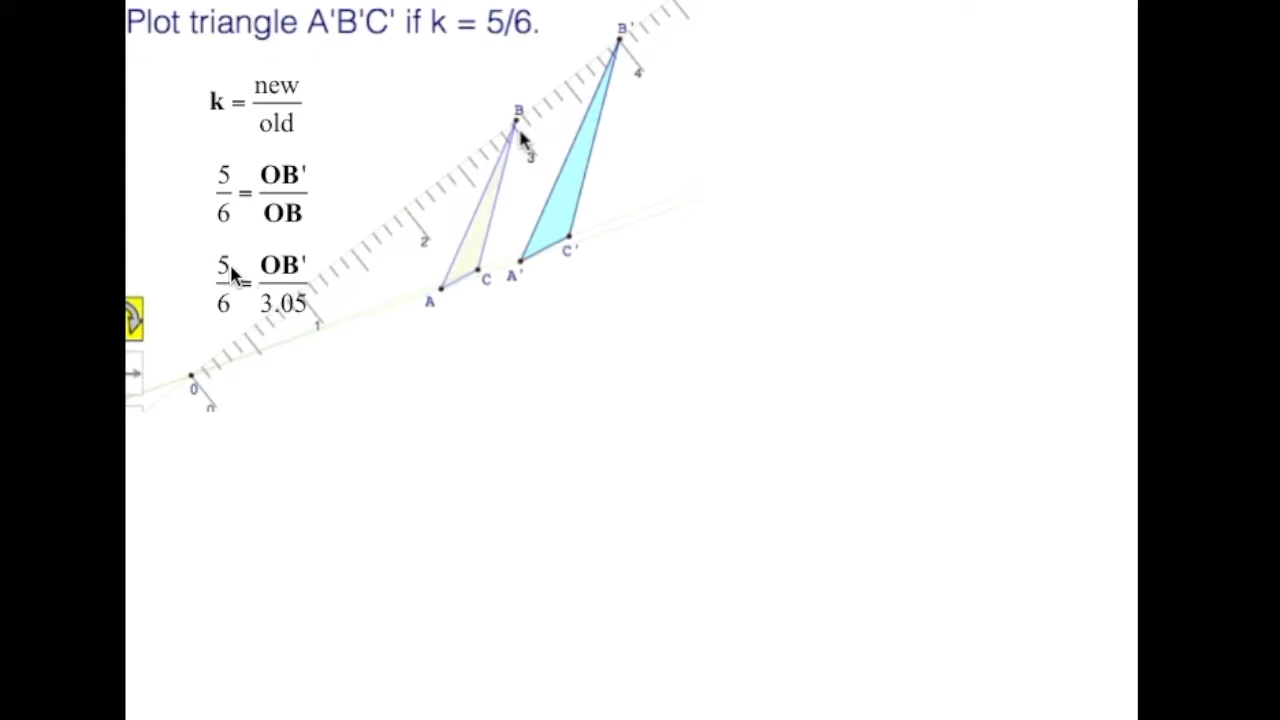 Plot triangle A'B'C' if k = 5/6.
k = new/old
5/6 = OB'/OB
5/6 = OB'/3.05
B'
4
B
3
2
C'
A'
C
A
1
0
0